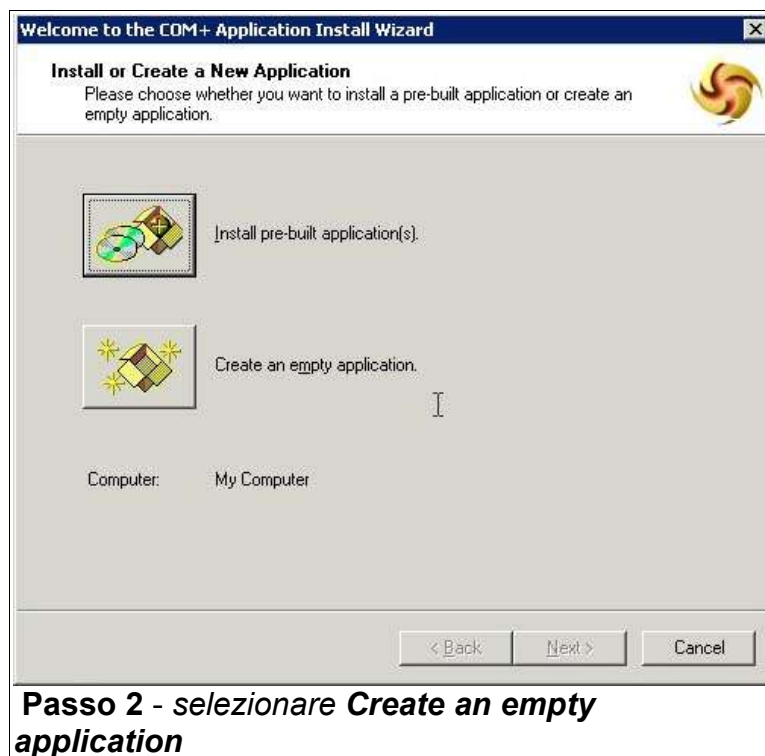 Welcome to the COM+ Application Install Wizard
Install or Create a New Application
Please choose whether you want to install a pre-built application or create an
empty application.
Install pre-built application(s).
Create an empty application.
Computer: My Computer
< Back Next > Cancel
Passo 2 - selezionare Create an empty
application